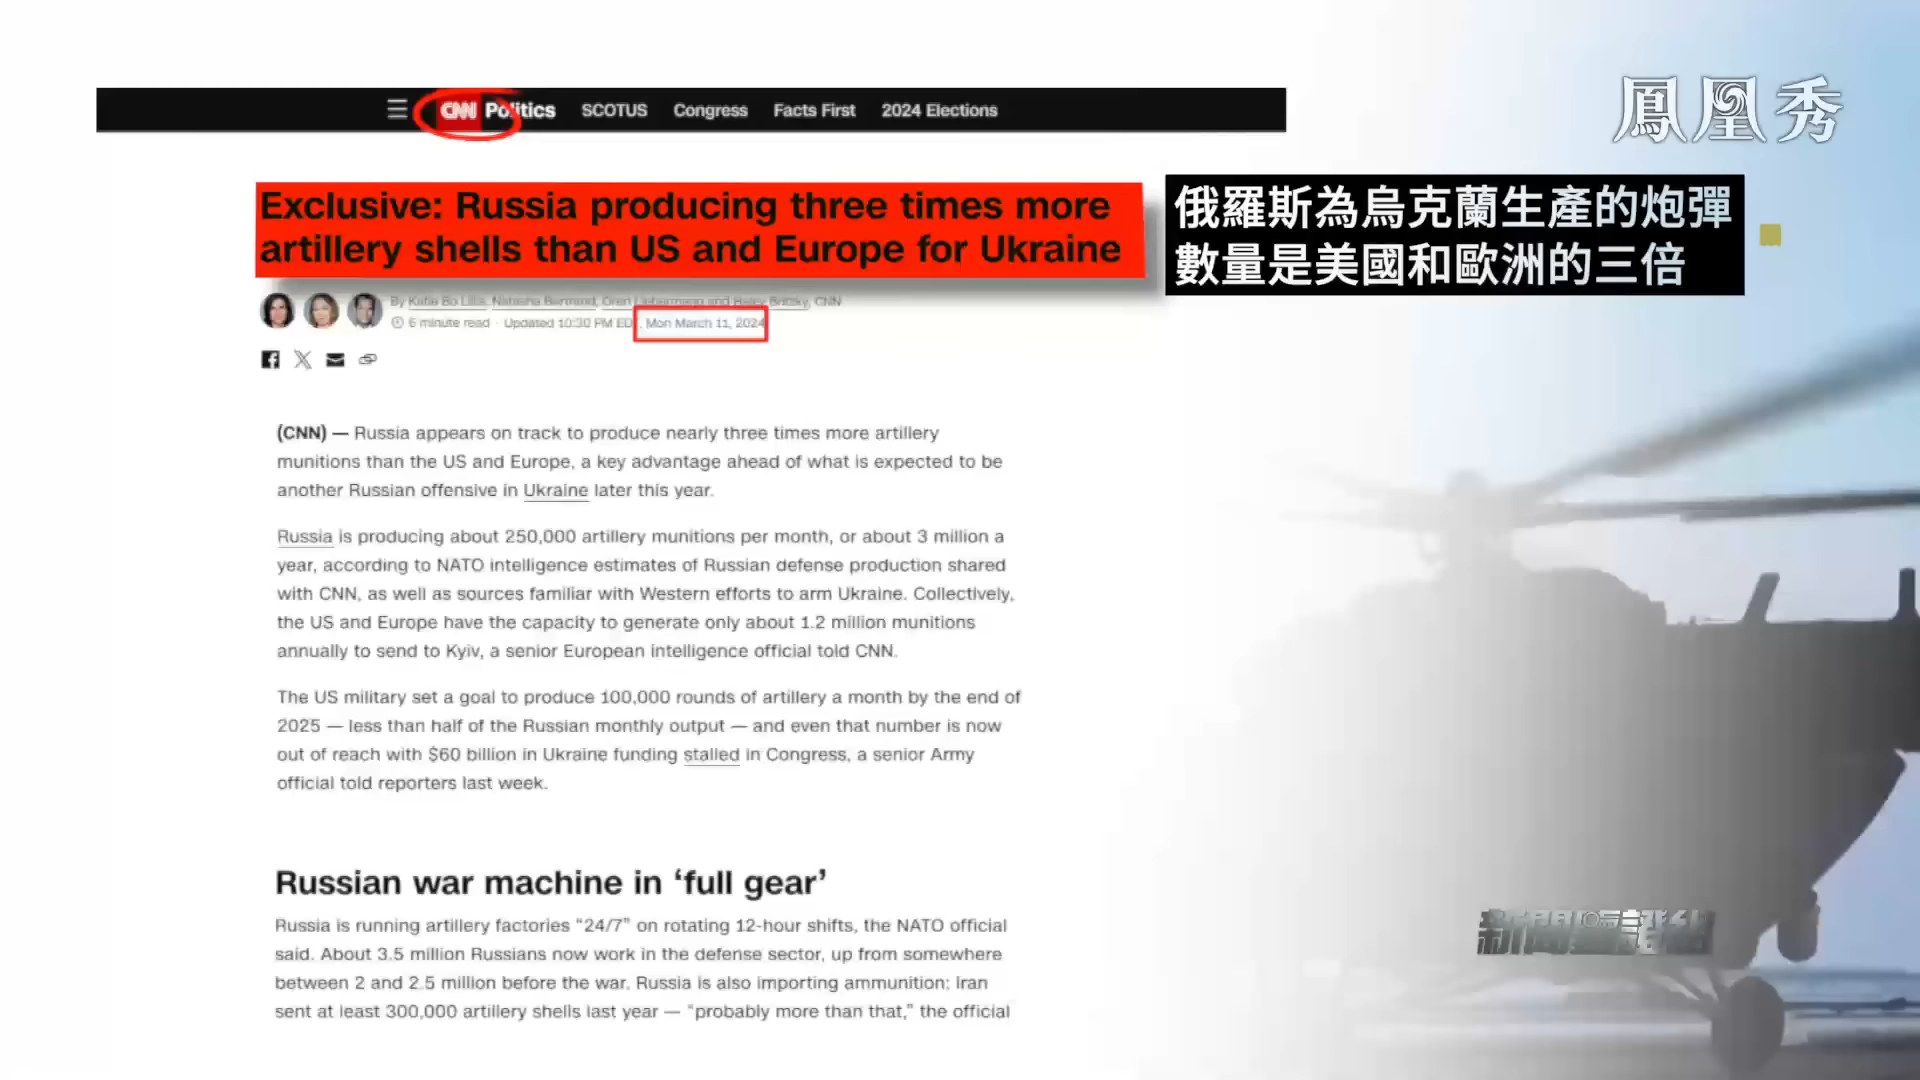 CNN Politics SCOTUS Congress Facts First 2024 Elections
鳳凰秀
Exclusive: Russia producing three times more
artillery shells than US and Europe for Ukraine
俄羅斯為烏克蘭生產的炮彈
數量是美國和歐洲的三倍
By Katie Bo Lillis, Natasha Bertrand, Oren Liebermann and Haley Britzky, CNN
6 minute read · Updated 10:30 PM ED, Mon March 11, 2024
(CNN) — Russia appears on track to produce nearly three times more artillery
munitions than the US and Europe, a key advantage ahead of what is expected to be
another Russian offensive in Ukraine later this year.
Russia is producing about 250,000 artillery munitions per month, or about 3 million a
year, according to NATO intelligence estimates of Russian defense production shared
with CNN, as well as sources familiar with Western efforts to arm Ukraine. Collectively,
the US and Europe have the capacity to generate only about 1.2 million munitions
annually to send to Kyiv, a senior European intelligence official told CNN.
The US military set a goal to produce 100,000 rounds of artillery a month by the end of
2025 — less than half of the Russian monthly output — and even that number is now
out of reach with $60 billion in Ukraine funding stalled in Congress, a senior Army
official told reporters last week.
Russian war machine in ‘full gear’
Russia is running artillery factories “24/7” on rotating 12-hour shifts, the NATO official
said. About 3.5 million Russians now work in the defense sector, up from somewhere
between 2 and 2.5 million before the war. Russia is also importing ammunition: Iran
sent at least 300,000 artillery shells last year — “probably more than that,” the official
新聞